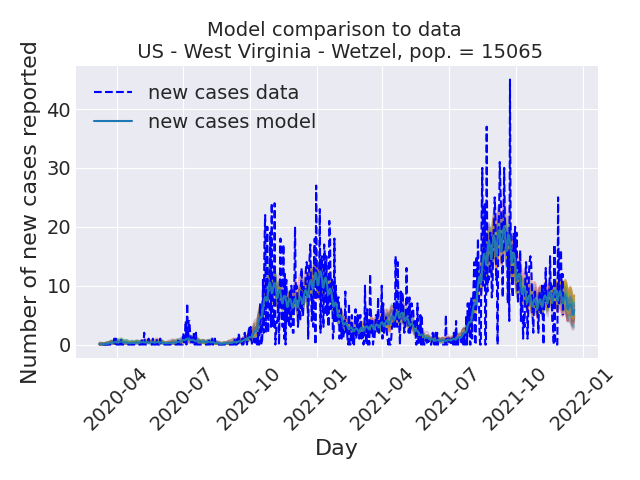 Model comparison to data
US - West Virginia - Wetzel, pop. = 15065
new cases data
new cases model
Number of new cases reported
40
30
20
10
0
2020-04
2020-07
2020-10
2021-01
2021-04
2021-07
2021-10
2022-01
Day